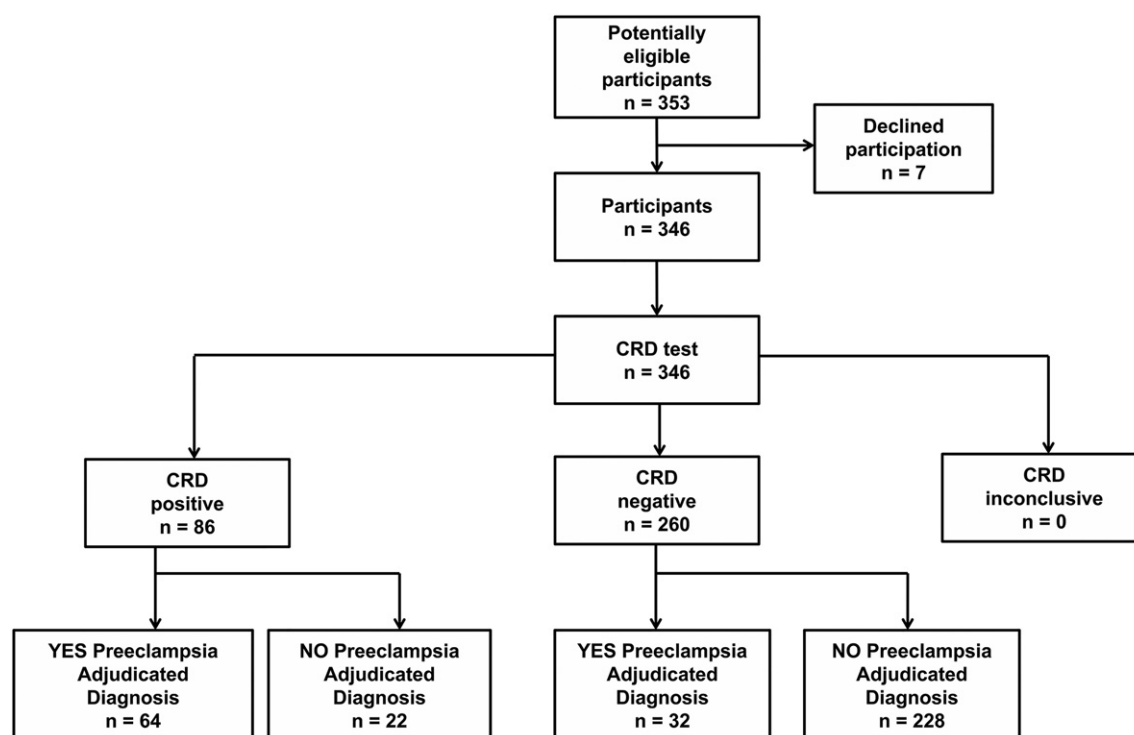 Potentially
eligible
participants
n = 353
Declined
participation
n = 7
Participants
n = 346
CRD test
n = 346
CRD
positive
n = 86
CRD
negative
n = 260
CRD
inconclusive
n = 0
YES Preeclampsia
Adjudicated
Diagnosis
n = 64
NO Preeclampsia
Adjudicated
Diagnosis
n = 22
YES Preeclampsia
Adjudicated
Diagnosis
n = 32
NO Preeclampsia
Adjudicated
Diagnosis
n = 228